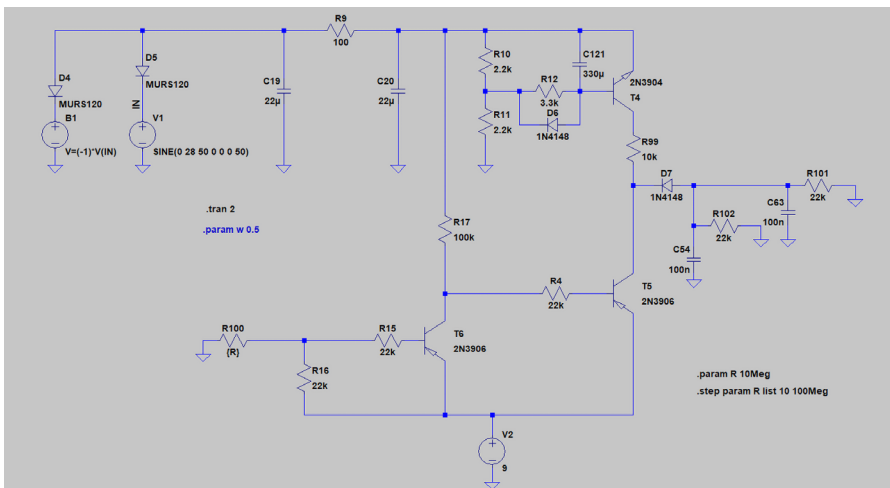 R9
100
D4
MURS120
B1
V=(-1)*V(IN)
D5
MURS120
IN
V1
SINE(0 28 50 0 0 0 50)
C19
22µ
C20
22µ
R10
2.2k
R11
2.2k
R12
3.3k
D6
1N4148
C121
330µ
2N3904
T4
R99
10k
D7
1N4148
R101
22k
C63
100n
R102
22k
C54
100n
.tran 2
.param w 0.5
R17
100k
R4
22k
T5
2N3906
R100
{R}
R15
22k
T6
2N3906
R16
22k
V2
9
.param R 10Meg
.step param R list 10 100Meg